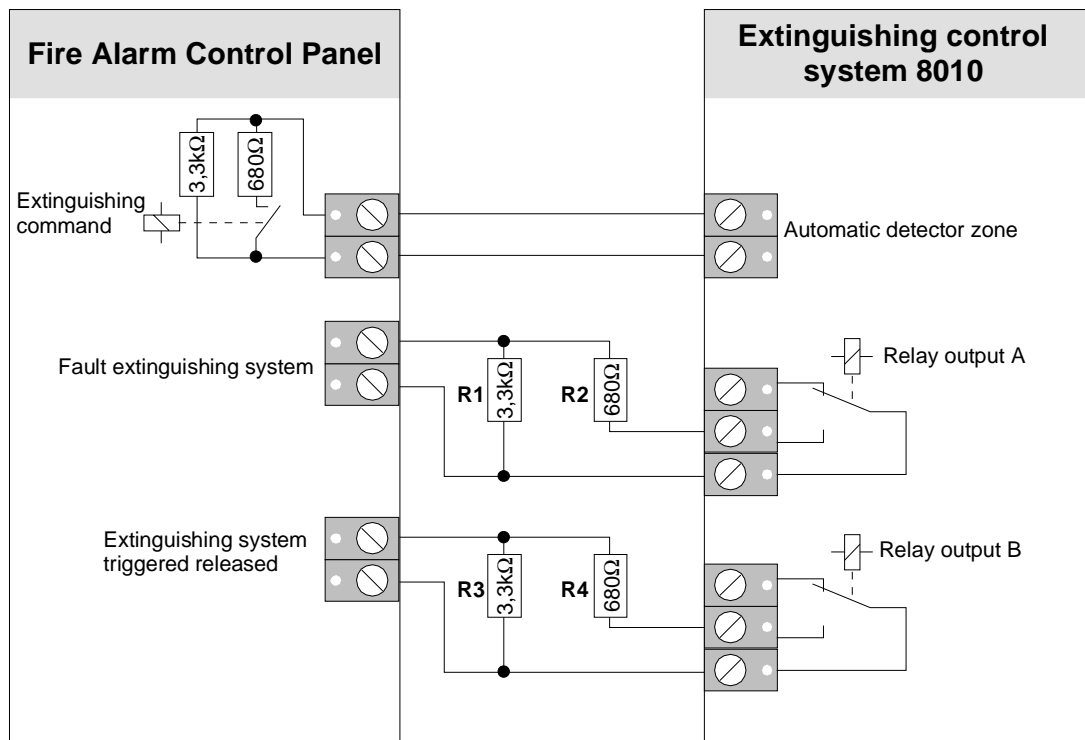 Fire Alarm Control Panel
Extinguishing control
system 8010
3,3kΩ
680Ω
Extinguishing
command
Automatic detector zone
Fault extinguishing system
R1
3,3kΩ
R2
680Ω
Relay output A
Extinguishing system
triggered released
R3
3,3kΩ
R4
680Ω
Relay output B